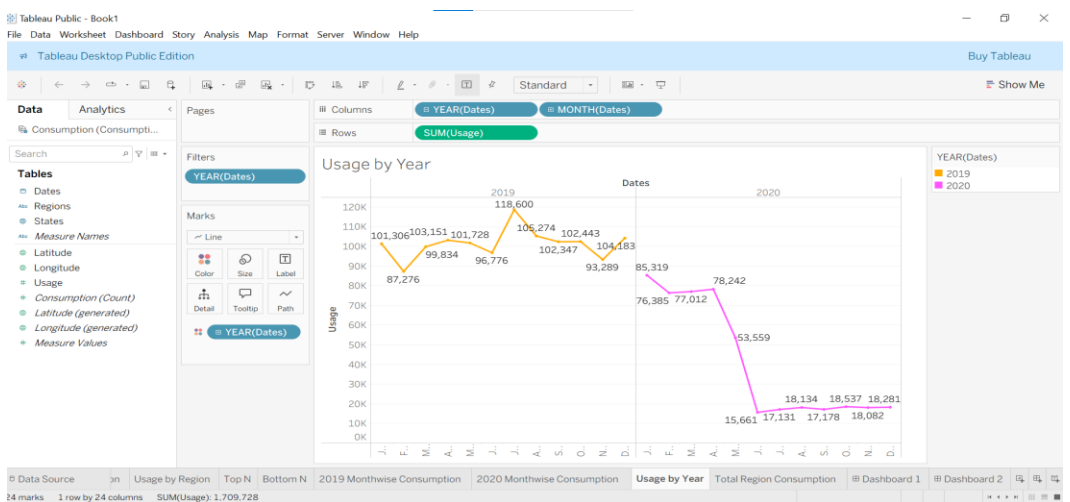 Tableau Public - Book1
File Data Worksheet Dashboard Story Analysis Map Format Server Window Help
Tableau Desktop Public Edition
Buy Tableau
Standard
Show Me
Data
Analytics
Consumption (Consumpti...
Search
Tables
Dates
Abc Regions
States
Abc Measure Names
Latitude
Longitude
# Usage
Consumption (Count)
Latitude (generated)
Longitude (generated)
# Measure Values
Pages
Filters
YEAR(Dates)
Marks
Line
Color Size Label
Detail Tooltip Path
YEAR(Dates)
Columns
YEAR(Dates)
MONTH(Dates)
Rows
SUM(Usage)
Usage by Year
Dates
2019
2020
120K
110K
100K
90K
80K
70K
60K
50K
40K
30K
20K
10K
0K
Usage
101,306
87,276
99,834
103,151
101,728
96,776
118,600
105,274
102,347
102,443
93,289
104,183
85,319
76,385
77,012
78,242
53,559
15,661
17,131
18,134
17,178
18,537
18,082
18,281
J.. F.. M.. A.. M.. J.. J.. A.. S.. O.. N.. D..
J.. F.. M.. A.. M.. J.. J.. A.. S.. O.. N.. D..
YEAR(Dates)
2019
2020
Data Source
on
Usage by Region
Top N
Bottom N
2019 Monthwise Consumption
2020 Monthwise Consumption
Usage by Year
Total Region Consumption
Dashboard 1
Dashboard 2
24 marks 1 row by 24 columns SUM(Usage): 1,709,728